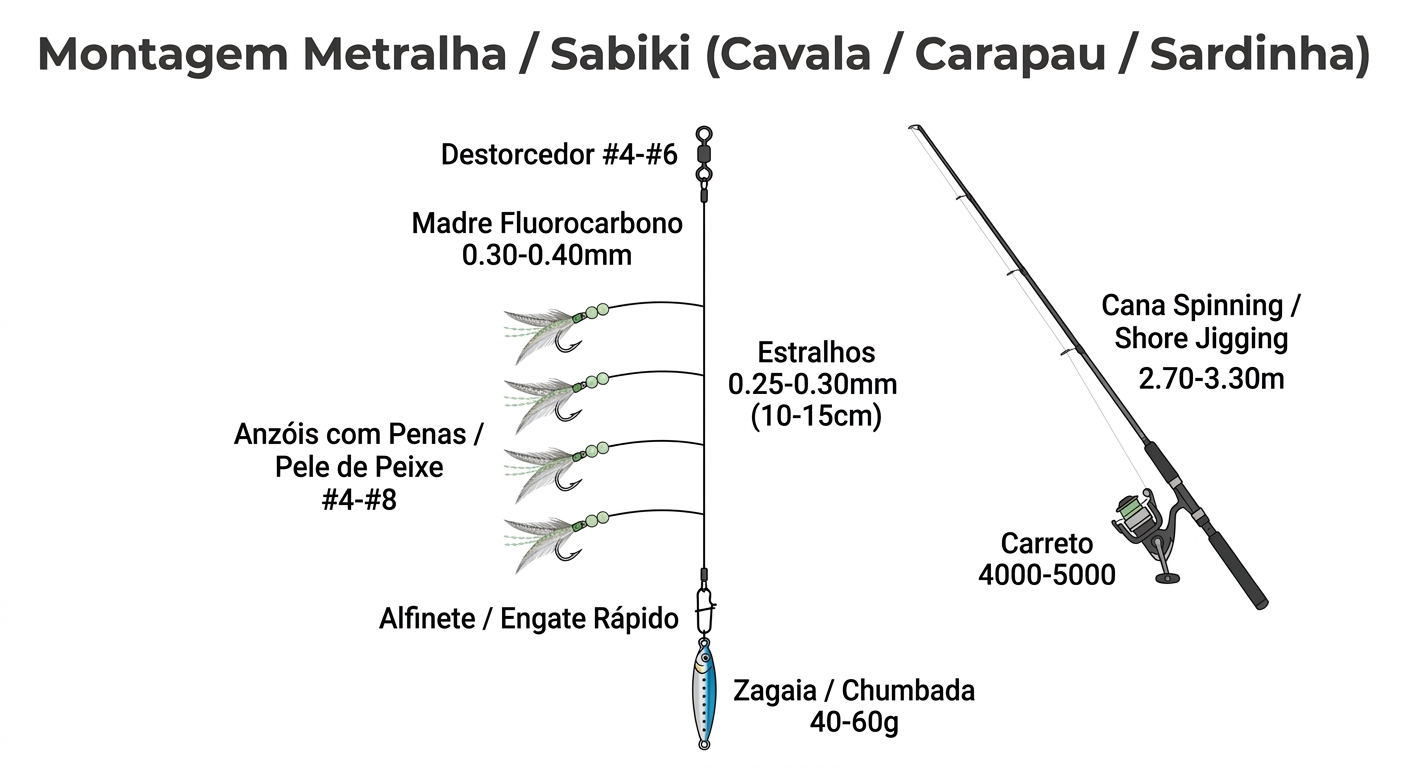 Montagem Metralha / Sabiki (Cavala / Carapau / Sardinha)
Destorcedor #4-#6
Madre Fluorocarbono
0.30-0.40mm
Estralhos
0.25-0.30mm
(10-15cm)
Anzóis com Penas /
Pele de Peixe
#4-#8
Alfinete / Engate Rápido
Zagaia / Chumbada
40-60g
Cana Spinning /
Shore Jigging
2.70-3.30m
Carreto
4000-5000